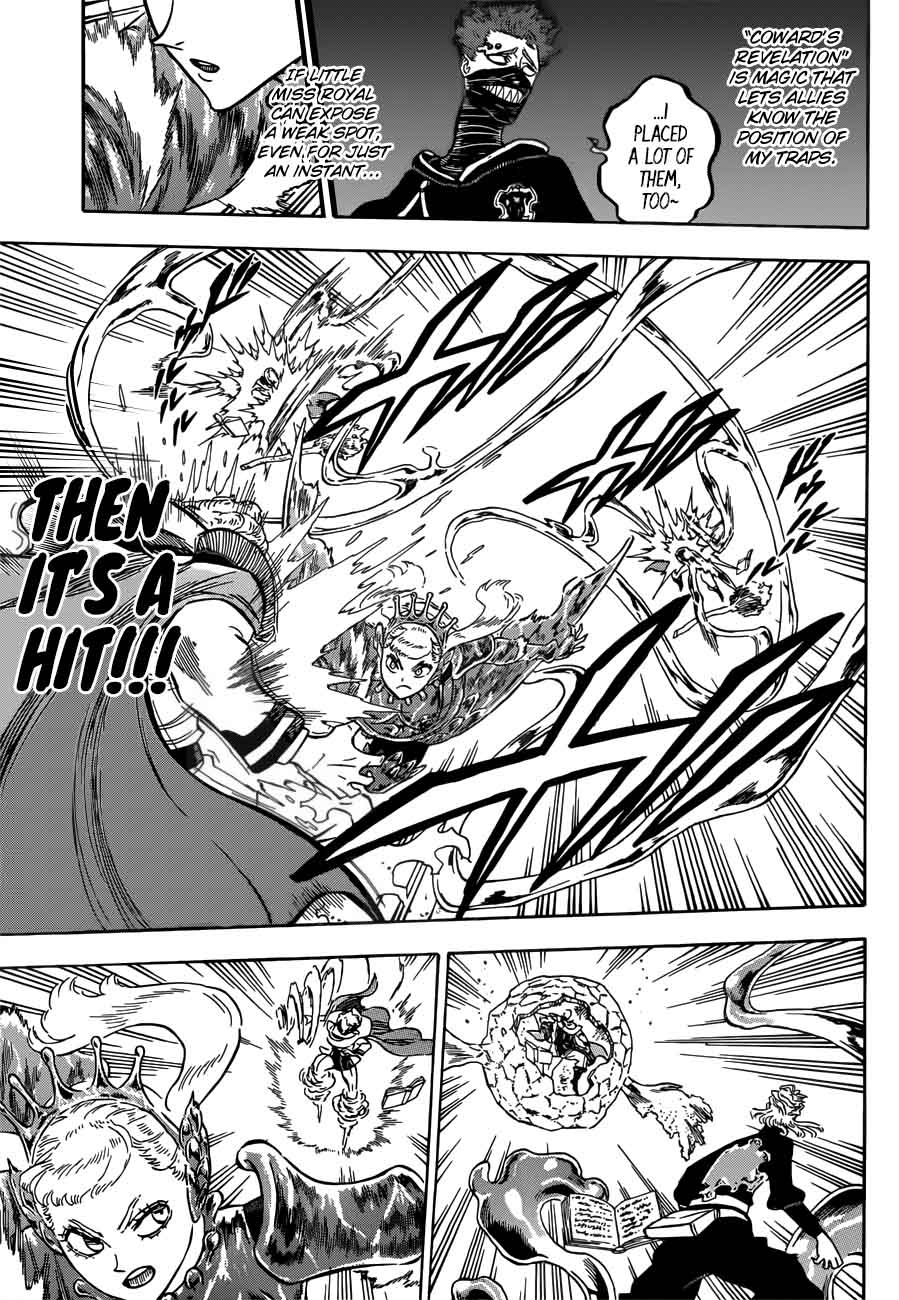 "COWARD'S
REVELATION"
IS MAGIC THAT
LETS ALLIES
KNOW THE
POSITION OF
MY TRAPS.
...I
PLACED
A LOT OF
THEM,
TOO~
IF LITTLE
MISS ROYAL
CAN EXPOSE
A WEAK SPOT,
EVEN FOR JUST
AN INSTANT...
THEN
IT'S A
HIT!!!